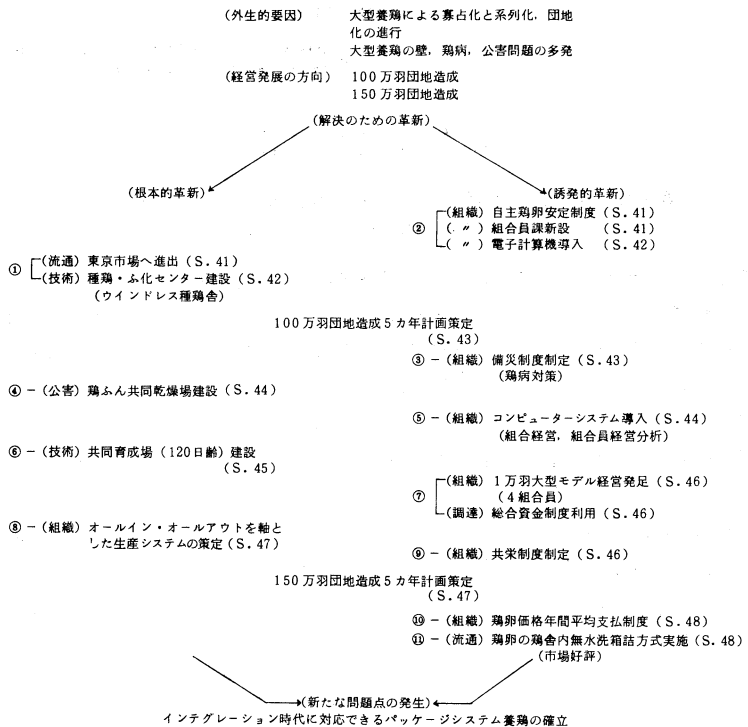 (外生的要因) 大型養鶏による寡占化と系列化,団地
化の進行
大型養鶏の壁,鶏病,公害問題の多発
(経営発展の方向) 100万羽団地造成
150万羽団地造成
(解決のための革新)
(根本的革新)
(誘発的革新)
② (組織) 自主鶏卵安定制度 (S.41)
(〃) 組合員課新設 (S.41)
(〃) 電子計算機導入 (S.42)
① (流通) 東京市場へ進出 (S.41)
(技術) 種鶏・ふ化センター建設 (S.42)
(ウインドレス種鶏舎)
100万羽団地造成5カ年計画策定
(S.43)
③-(組織) 備災制度制定 (S.43)
(鶏病対策)
④-(公害) 鶏ふん共同乾燥場建設 (S.44)
⑤-(組織) コンピューターシステム導入 (S.44)
(組合経営,組合員経営分析)
⑥-(技術) 共同育成場 (120日齢) 建設
(S.45)
⑦ (組織) 1万羽大型モデル経営発足 (S.46)
(4組合員)
(調達) 総合資金制度利用 (S.46)
⑧-(組織) オールイン・オールアウトを軸と
した生産システムの策定 (S.47)
⑨-(組織) 共栄制度制定 (S.46)
150万羽団地造成5カ年計画策定
(S.47)
⑩-(組織) 鶏卵価格年間平均支払制度 (S.48)
⑪-(流通) 鶏卵の鶏舎内無水洗箱詰方式実施 (S.48)
(市場好評)
(新たな問題点の発生)
インテグレーション時代に対応できるパッケージシステム養鶏の確立